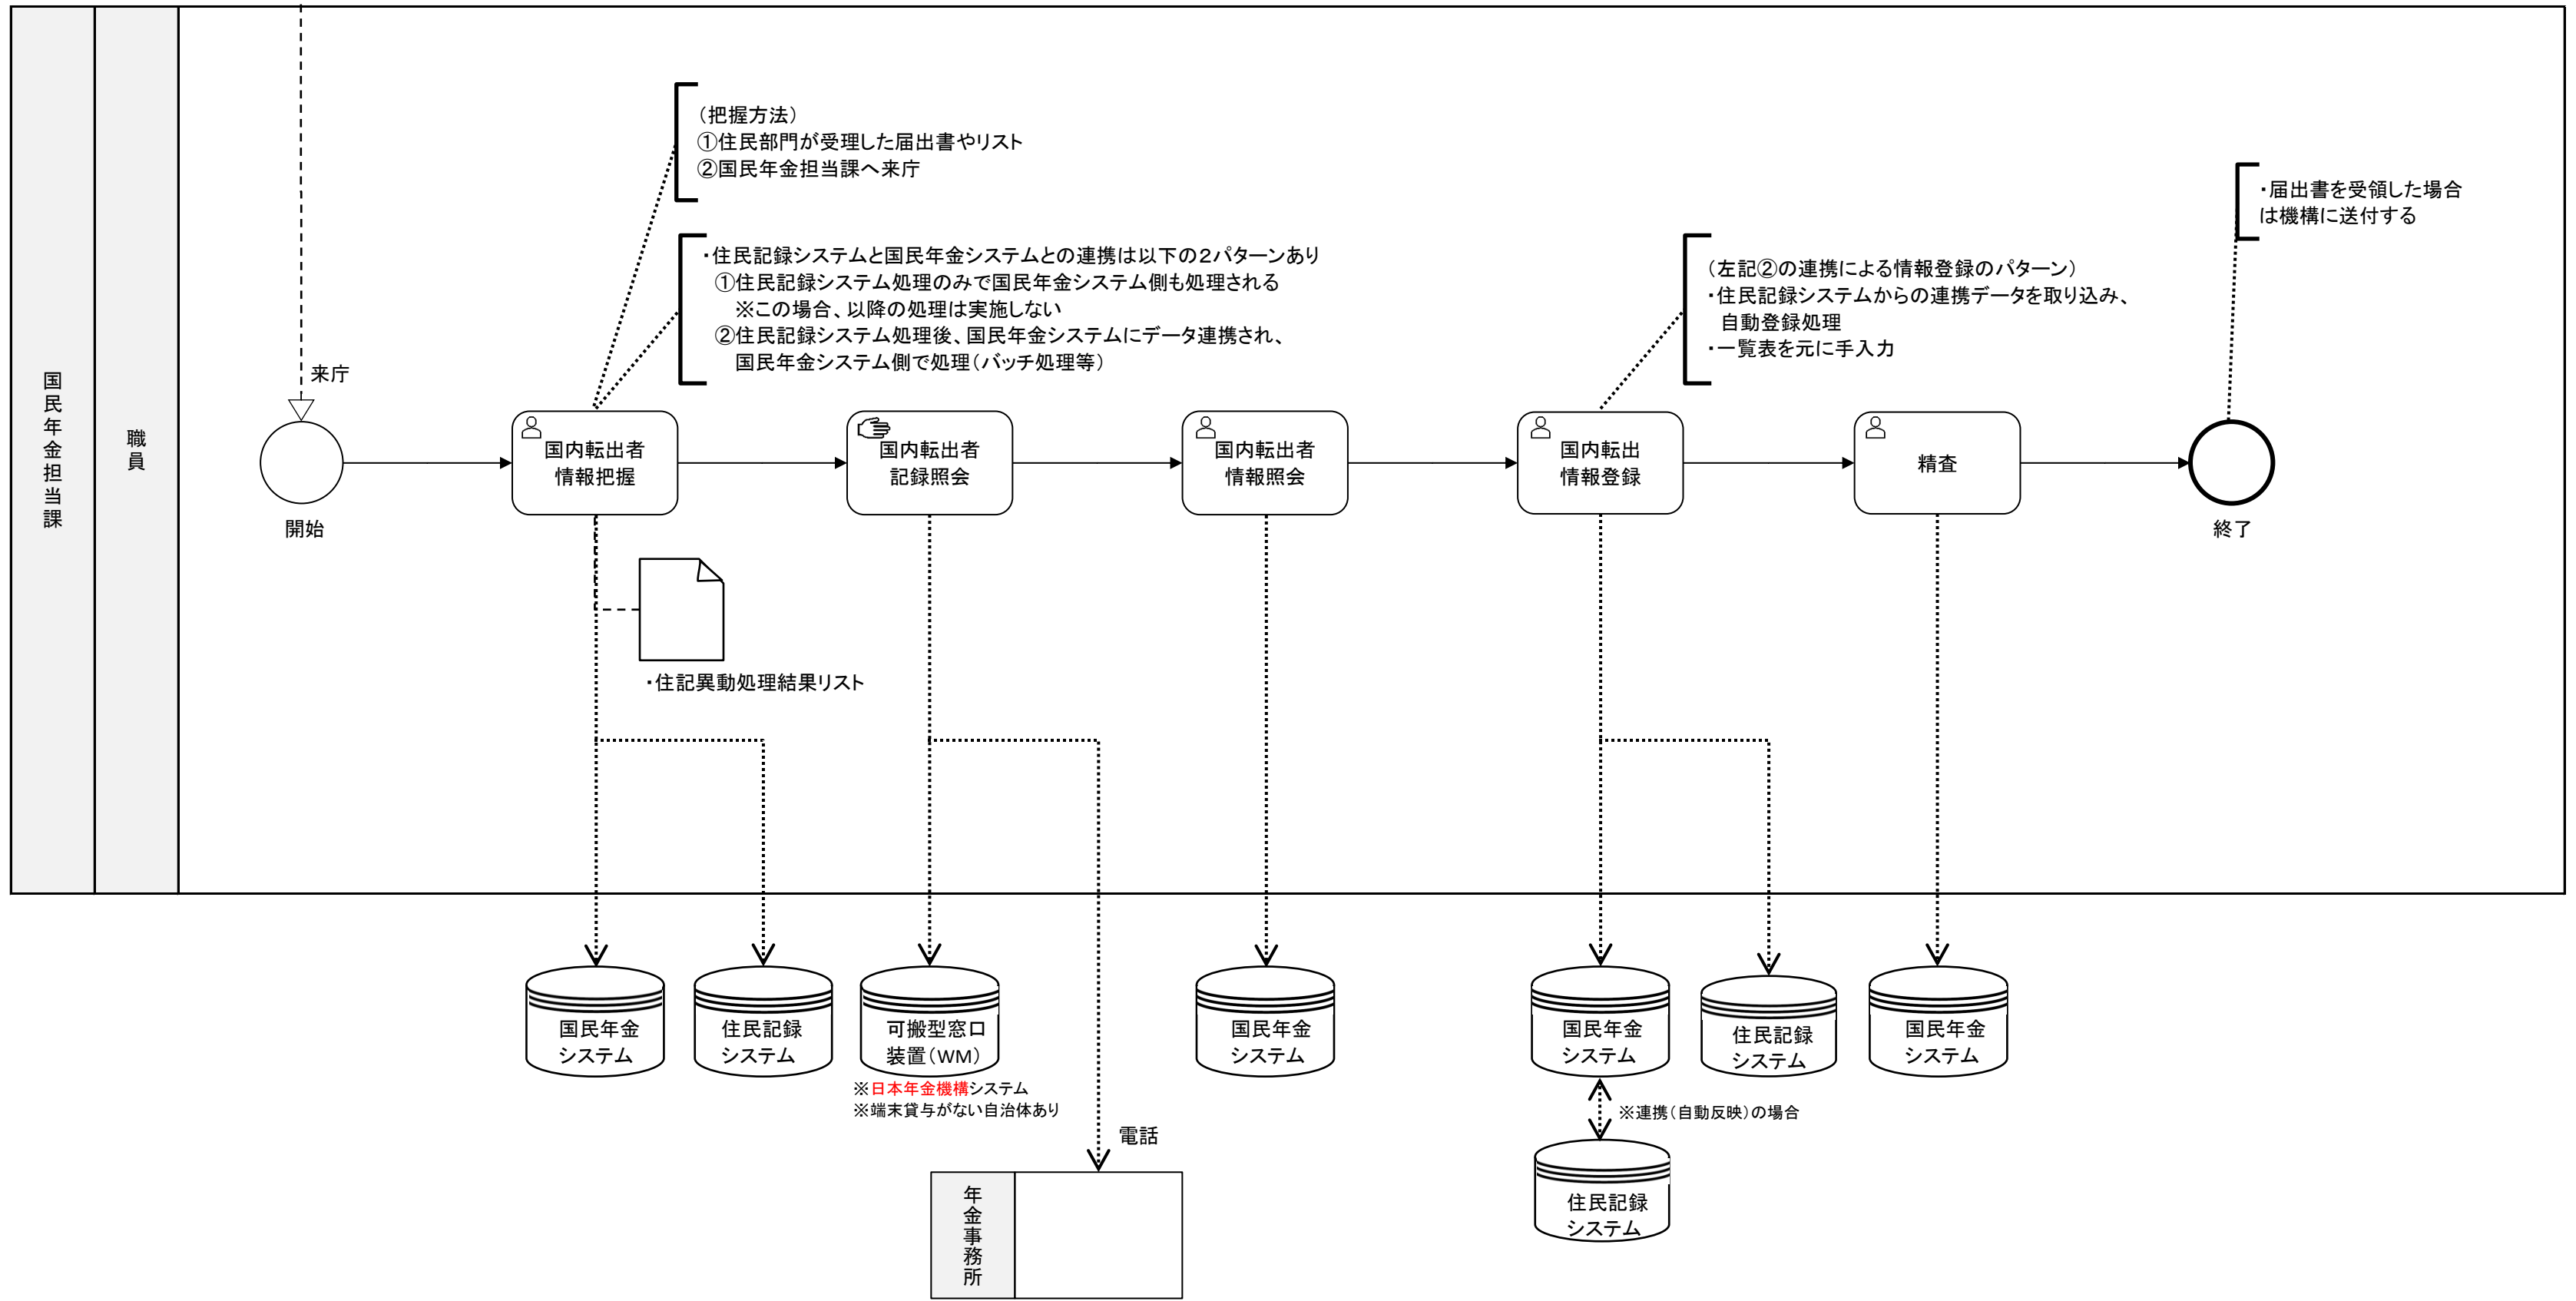 国民年金担当課
職員
来庁
開始
（把握方法）
①住民部門が受理した届出書やリスト
②国民年金担当課へ来庁
・住民記録システムと国民年金システムとの連携は以下の２パターンあり
①住民記録システム処理のみで国民年金システム側も処理される
※この場合、以降の処理は実施しない
②住民記録システム処理後、国民年金システムにデータ連携され、
国民年金システム側で処理（バッチ処理等）
（左記②の連携による情報登録のパターン）
・住民記録システムからの連携データを取り込み、
自動登録処理
・一覧表を元に手入力
・届出書を受領した場合
は機構に送付する
国内転出者
情報把握
国内転出者
記録照会
国内転出者
情報照会
国内転出
情報登録
精査
終了
・住記異動処理結果リスト
国民年金
システム
住民記録
システム
可搬型窓口
装置（WM）
※日本年金機構システム
※端末貸与がない自治体あり
国民年金
システム
国民年金
システム
住民記録
システム
国民年金
システム
※連携（自動反映）の場合
電話
年金事務所
住民記録
システム